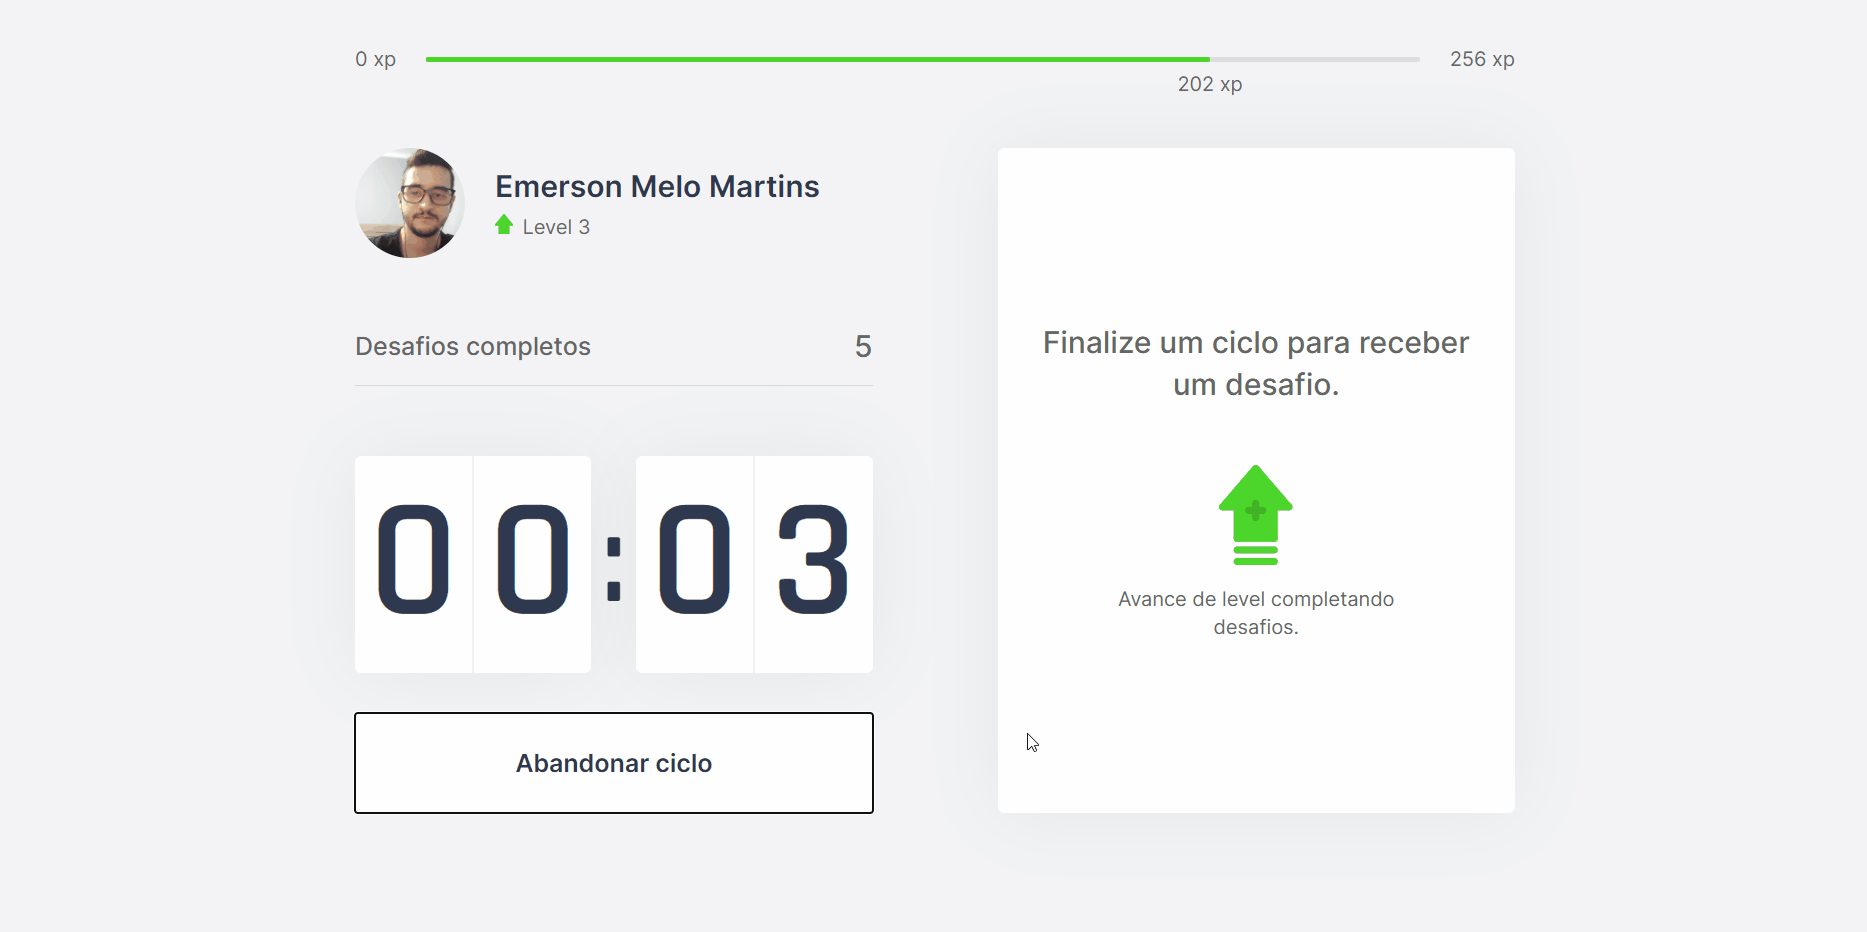 0 xp
256 xp
202 xp
Emerson Melo Martins
Level 3
Desafios completos
5
00:03
Abandonar ciclo
Finalize um ciclo para receber
um desafio.
Avance de level completando
desafios.